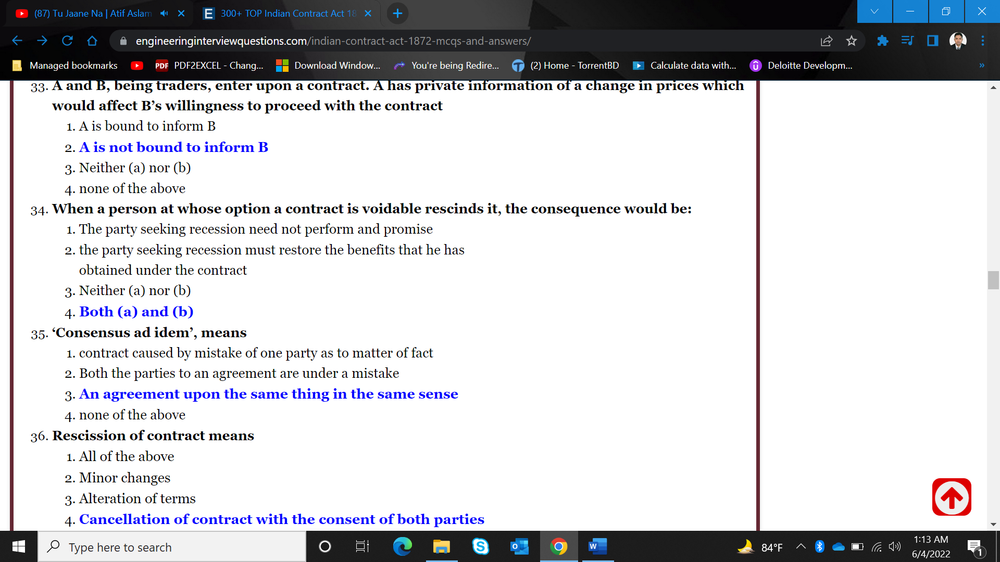 (87) Tu Jaane Na | Atif Aslam
E 300+ TOP Indian Contract Act 18
engineeringinterviewquestions.com/indian-contract-act-1872-mcqs-and-answers/
Managed bookmarks
PDF PDF2EXCEL - Chang...
Download Window...
You're being Redire...
(2) Home - TorrentBD
Calculate data with...
Deloitte Developm...
33. A and B, being traders, enter upon a contract. A has private information of a change in prices which
would affect B’s willingness to proceed with the contract
1. A is bound to inform B
2. A is not bound to inform B
3. Neither (a) nor (b)
4. none of the above
34. When a person at whose option a contract is voidable rescinds it, the consequence would be:
1. The party seeking recession need not perform and promise
2. the party seeking recession must restore the benefits that he has
obtained under the contract
3. Neither (a) nor (b)
4. Both (a) and (b)
35. ‘Consensus ad idem’, means
1. contract caused by mistake of one party as to matter of fact
2. Both the parties to an agreement are under a mistake
3. An agreement upon the same thing in the same sense
4. none of the above
36. Rescission of contract means
1. All of the above
2. Minor changes
3. Alteration of terms
4. Cancellation of contract with the consent of both parties
Type here to search
84°F
1:13 AM
6/4/2022
1